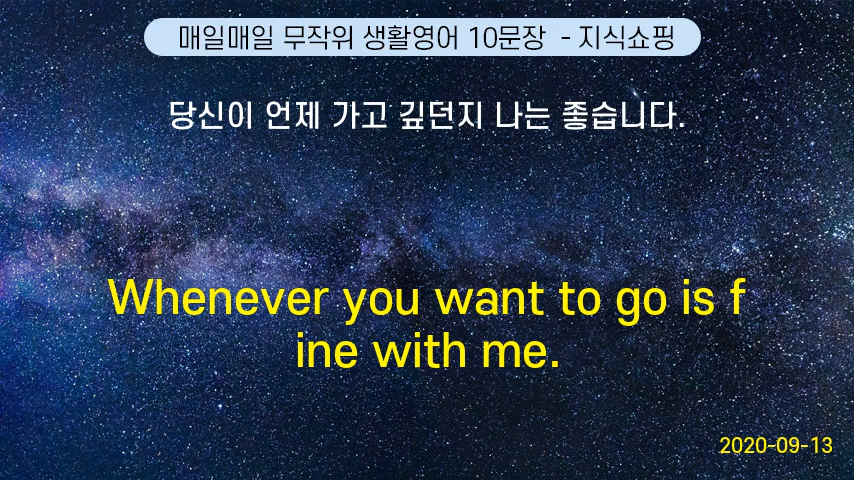 매일매일 무작위 생활영어 10문장 - 지식쇼핑
당신이 언제 가고 깊던지 나는 좋습니다.
Whenever you want to go is f
ine with me.
2020-09-13